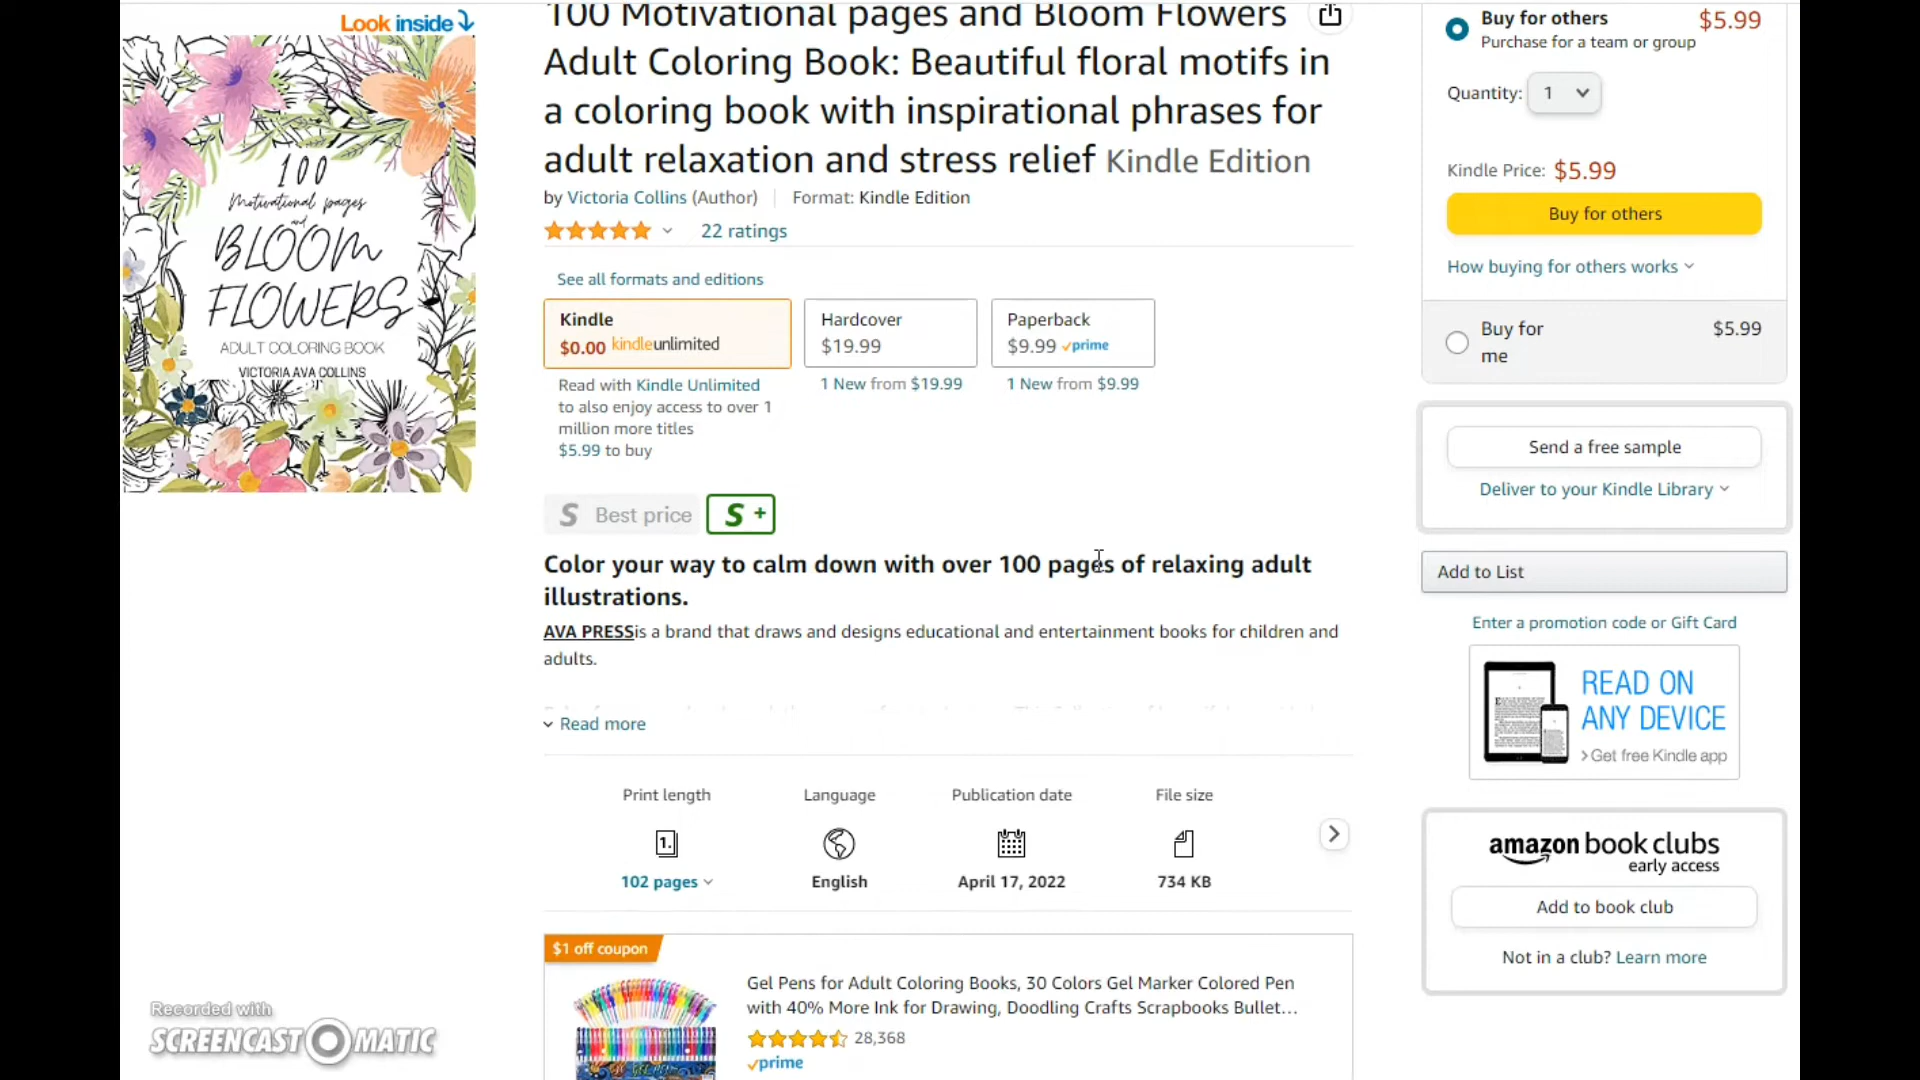 Look inside
100
Motivational pages
and
BLOOM
FLOWERS
ADULT COLORING BOOK
VICTORIA AVA COLLINS
100 Motivational pages and Bloom Flowers
Adult Coloring Book: Beautiful floral motifs in
a coloring book with inspirational phrases for
adult relaxation and stress relief Kindle Edition
by Victoria Collins (Author) Format: Kindle Edition
22 ratings
See all formats and editions
Kindle
$0.00 kindleunlimited
Hardcover
$19.99
Paperback
$9.99 prime
Read with Kindle Unlimited
to also enjoy access to over 1
million more titles
$5.99 to buy
1 New from $19.99
1 New from $9.99
S Best price
S +
Color your way to calm down with over 100 pages of relaxing adult
illustrations.
AVA PRESSis a brand that draws and designs educational and entertainment books for children and
adults.
Read more
Print length
1.
102 pages
Language
English
Publication date
April 17, 2022
File size
734 KB
$1 off coupon
Gel Pens for Adult Coloring Books, 30 Colors Gel Marker Colored Pen
with 40% More Ink for Drawing, Doodling Crafts Scrapbooks Bullet...
28,368
prime
Buy for others $5.99
Purchase for a team or group
Quantity: 1
Kindle Price: $5.99
Buy for others
How buying for others works
Buy for $5.99
me
Send a free sample
Deliver to your Kindle Library
Add to List
Enter a promotion code or Gift Card
READ ON
ANY DEVICE
>Get free Kindle app
amazon book clubs
early access
Add to book club
Not in a club? Learn more
Recorded with
SCREENCAST MATIC